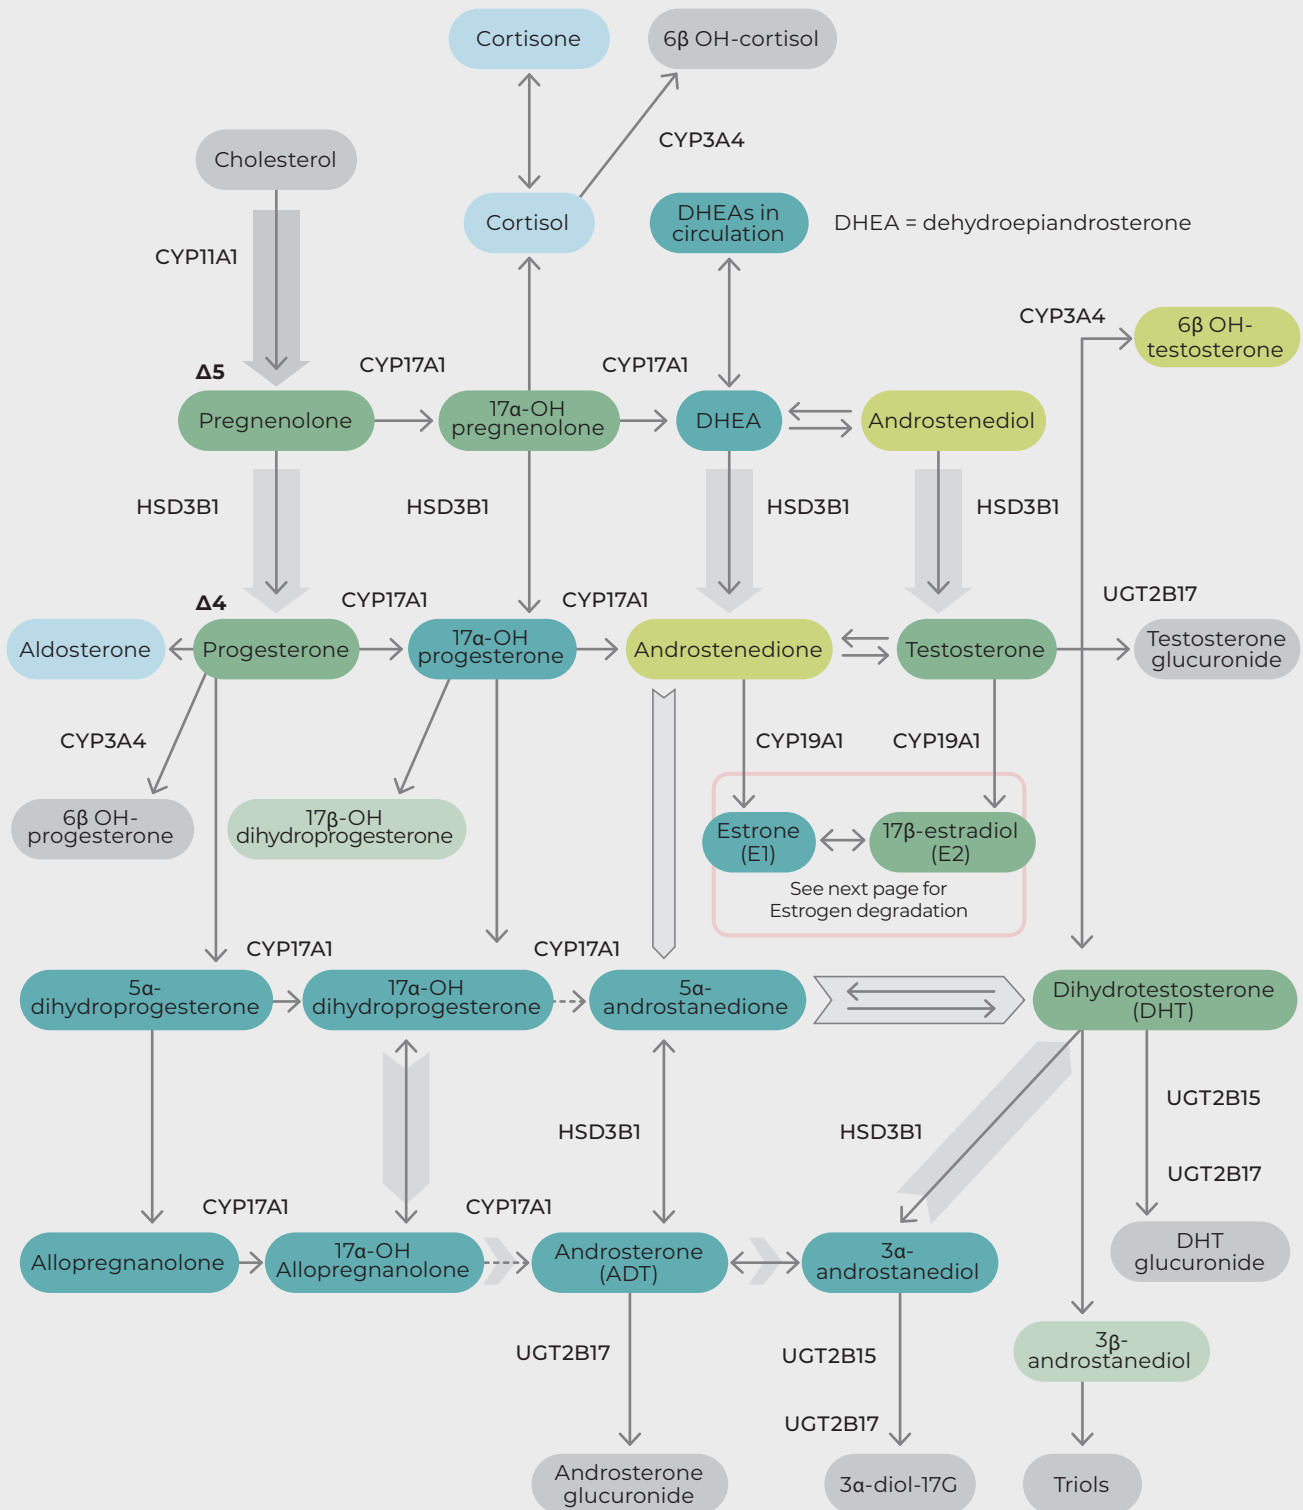 Cortisone
6β OH-cortisol
CYP3A4
Cholesterol
Cortisol
DHEAs in
circulation
DHEA = dehydroepiandrosterone
CYP11A1
CYP3A4
6β OH-
testosterone
Δ5
CYP17A1
CYP17A1
Pregnenolone
17α-OH
pregnenolone
DHEA
Androstenediol
HSD3B1
HSD3B1
HSD3B1
HSD3B1
Δ4
CYP17A1
CYP17A1
UGT2B17
Aldosterone
Progesterone
17α-OH
progesterone
Androstenedione
Testosterone
Testosterone
glucuronide
CYP3A4
CYP19A1
CYP19A1
6β OH-
progesterone
17β-OH
dihydroprogesterone
Estrone
(E1)
17β-estradiol
(E2)
See next page for
Estrogen degradation
CYP17A1
CYP17A1
5α-
dihydroprogesterone
17α-OH
dihydroprogesterone
5α-
androstanedione
Dihydrotestosterone
(DHT)
HSD3B1
HSD3B1
UGT2B15
UGT2B17
CYP17A1
CYP17A1
Allopregnanolone
17α-OH
Allopregnanolone
Androsterone
(ADT)
3α-
androstanediol
DHT
glucuronide
UGT2B17
UGT2B15
UGT2B17
3β-
androstanediol
Androsterone
glucuronide
3α-diol-17G
Triols